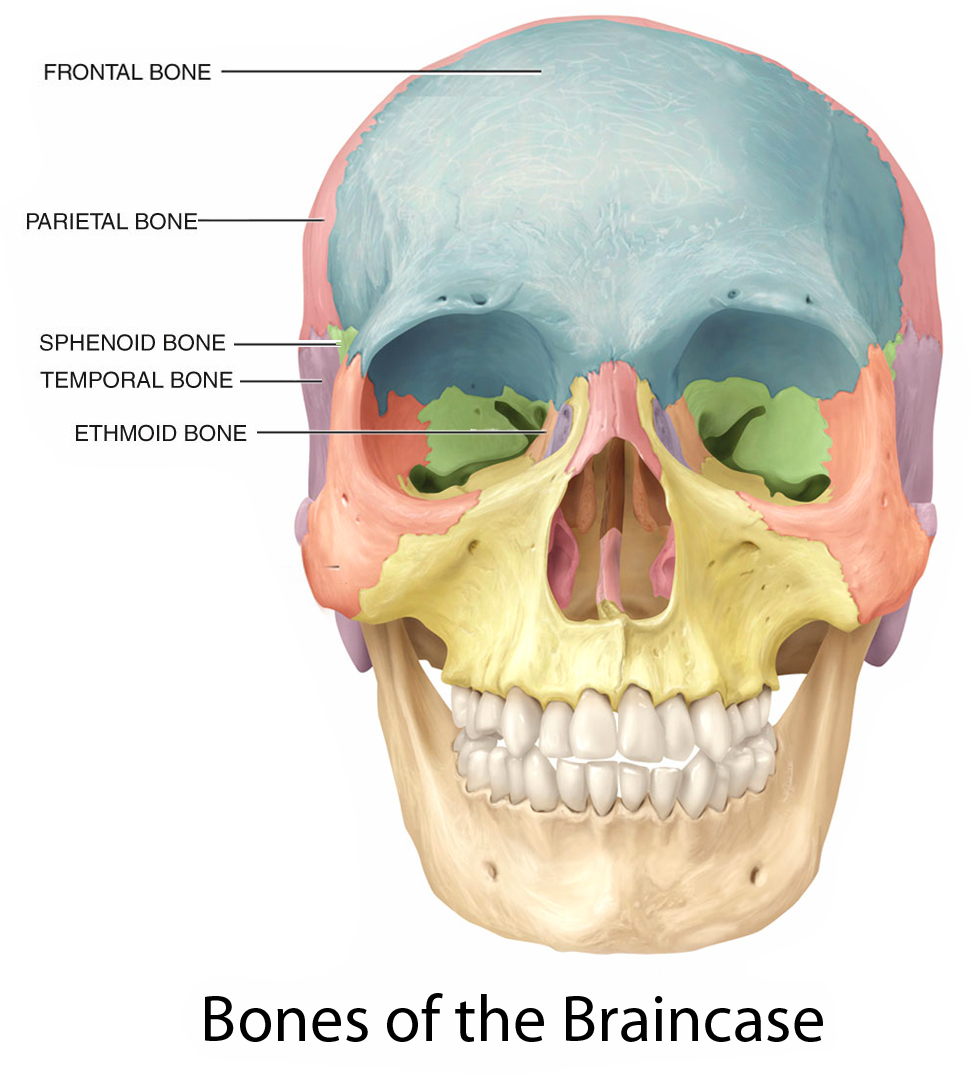 FRONTAL BONE
PARIETAL BONE
SPHENOID BONE
TEMPORAL BONE
ETHMOID BONE
Bones of the Braincase